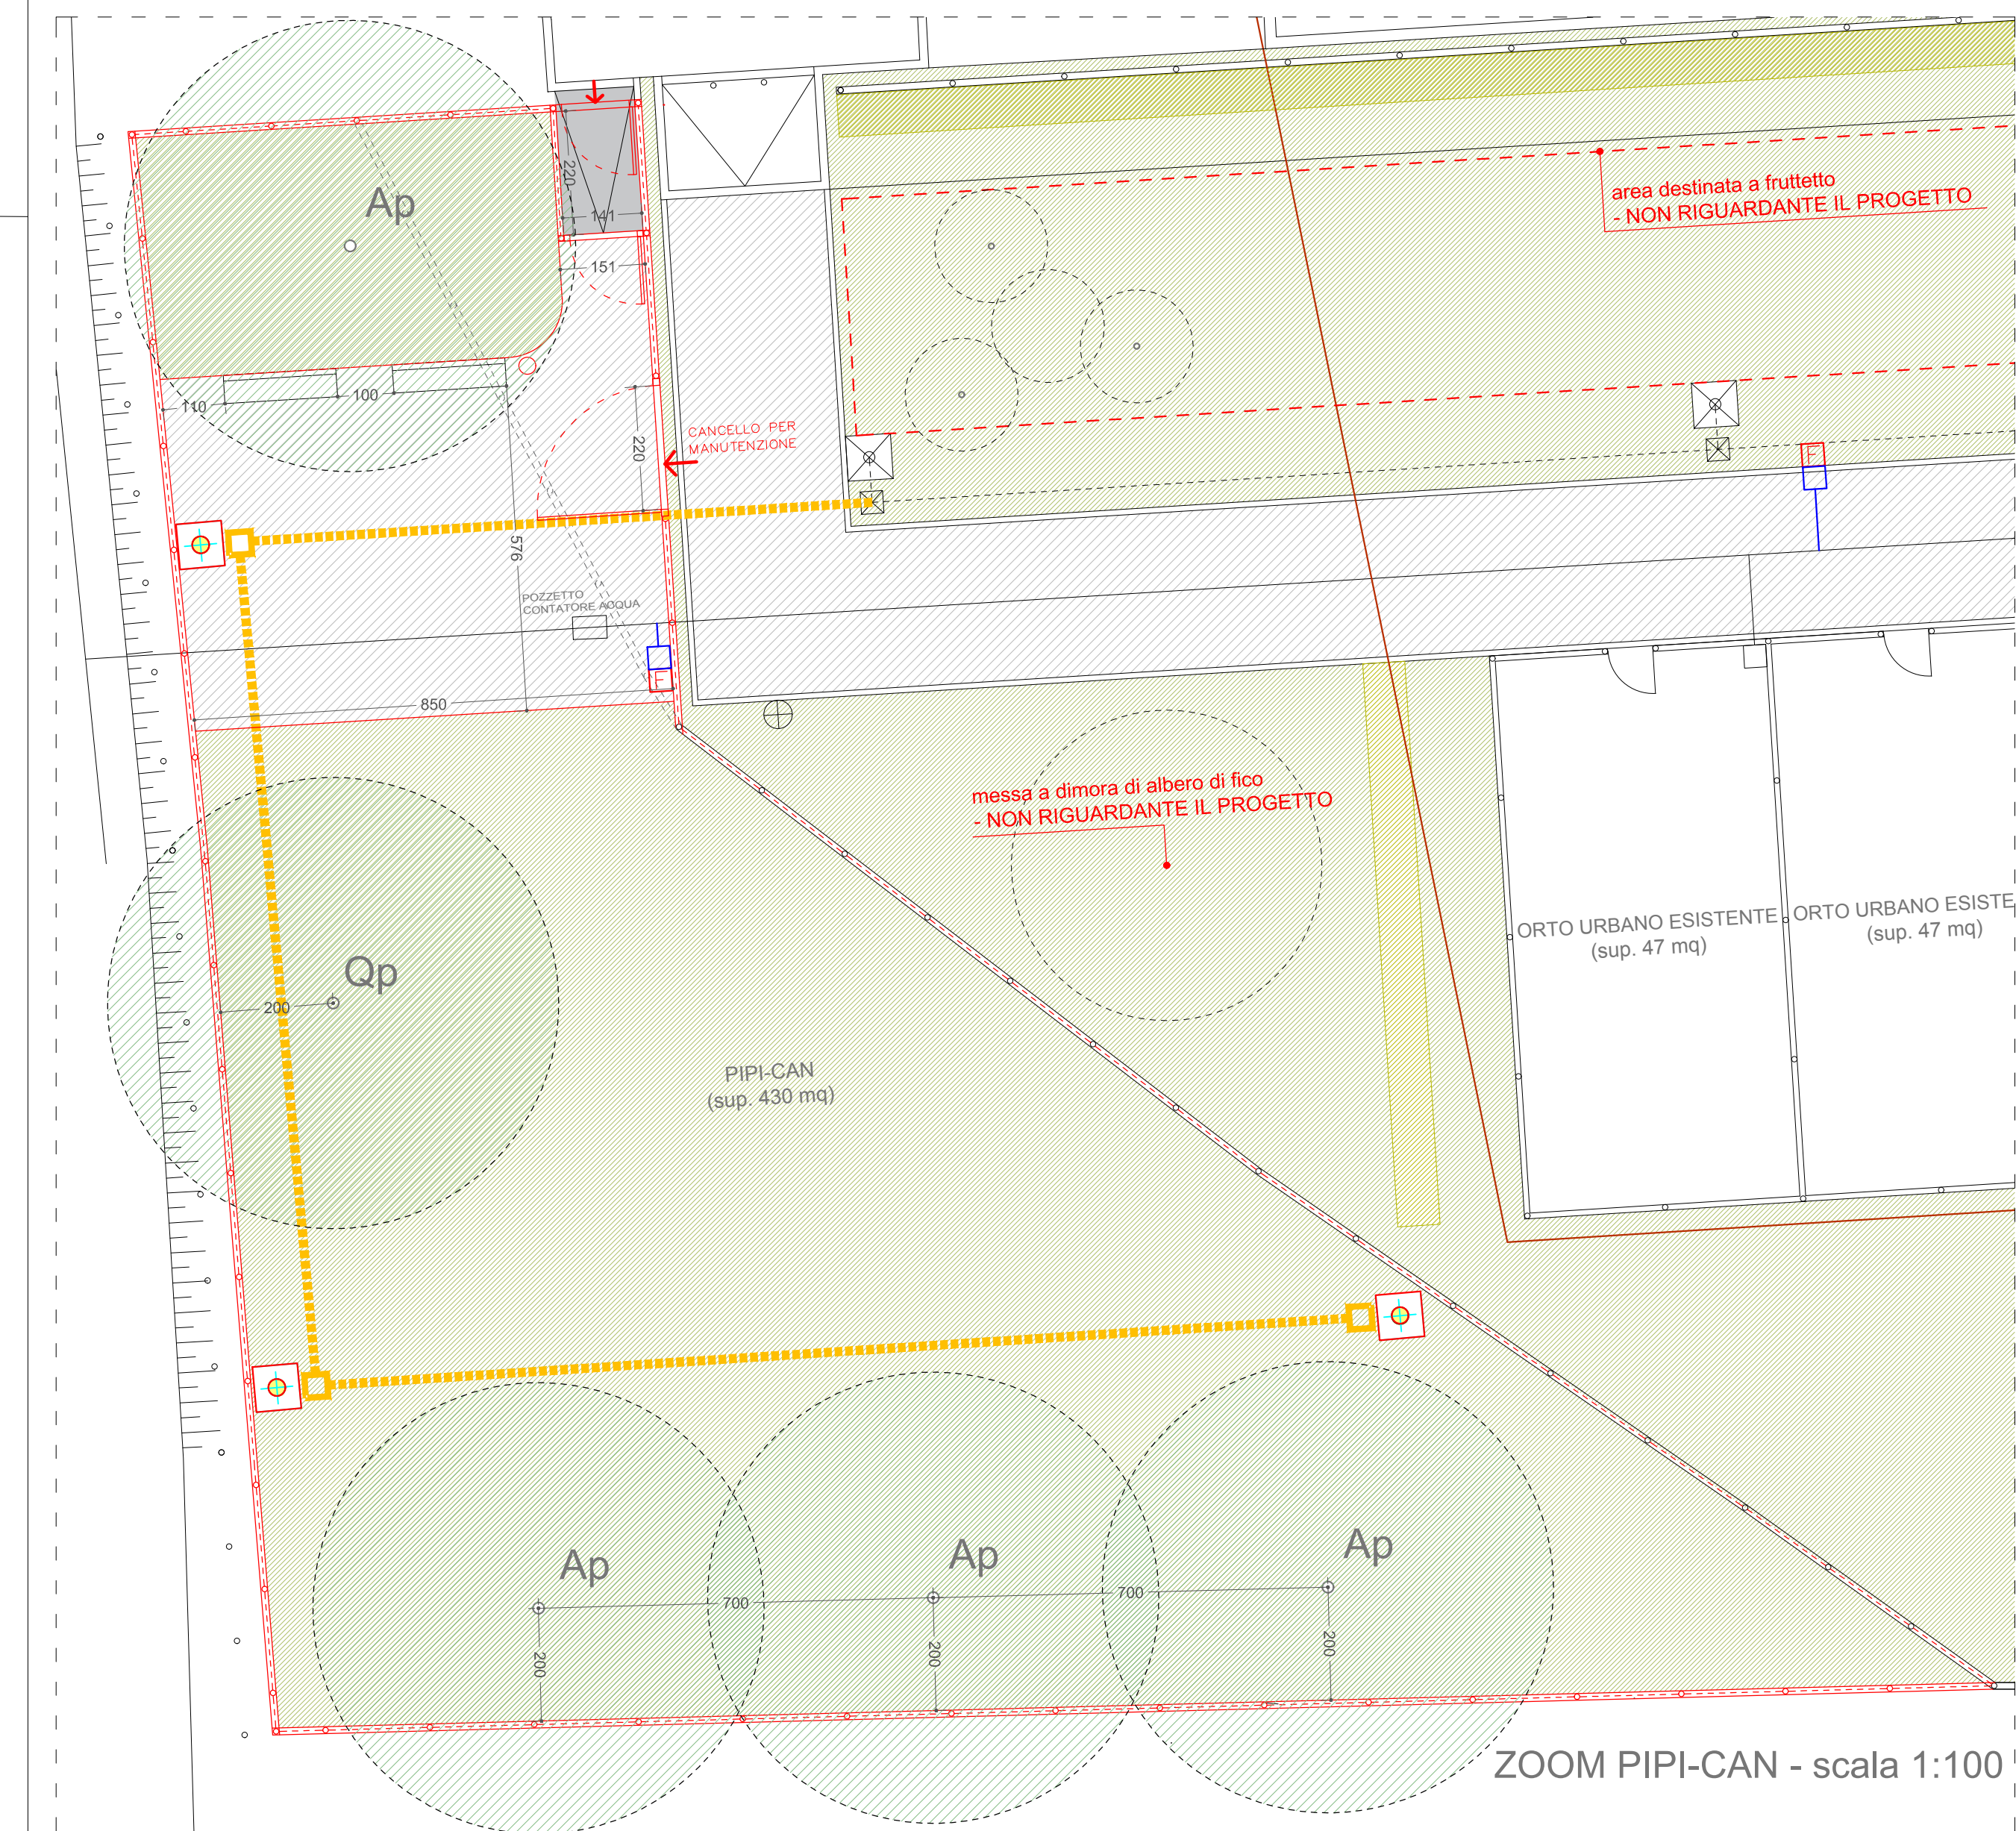 Ap
220
141
151
area destinata a fruttetto
- NON RIGUARDANTE IL PROGETTO
110
100
CANCELLO PER
MANUTENZIONE
220
F
576
POZZETTO
CONTATORE ACQUA
F
850
messa a dimora di albero di fico
- NON RIGUARDANTE IL PROGETTO
ORTO URBANO ESISTENTE
(sup. 47 mq)
ORTO URBANO ESISTE
(sup. 47 mq)
Qp
200
PIPI-CAN
(sup. 430 mq)
Ap
Ap
Ap
700
700
200
200
200
ZOOM PIPI-CAN - scala 1:100